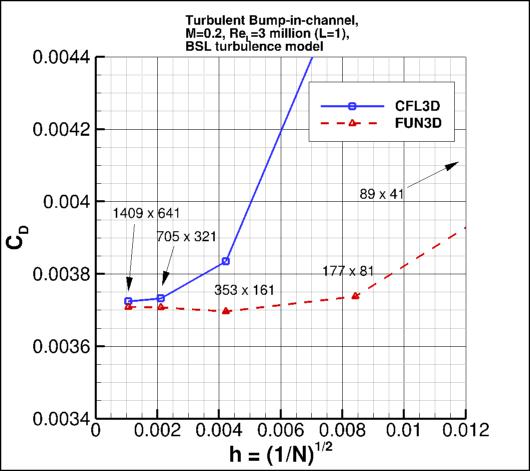 Turbulent Bump-in-channel,
M=0.2, Re_L=3 million (L=1),
BSL turbulence model
0.0044
CFL3D
FUN3D
0.0042
0.004
89 x 41
1409 x 641
705 x 321
C_D
0.0038
353 x 161
177 x 81
0.0036
0.0034
0 0.002 0.004 0.006 0.008 0.01 0.012
h = (1/N)^1/2